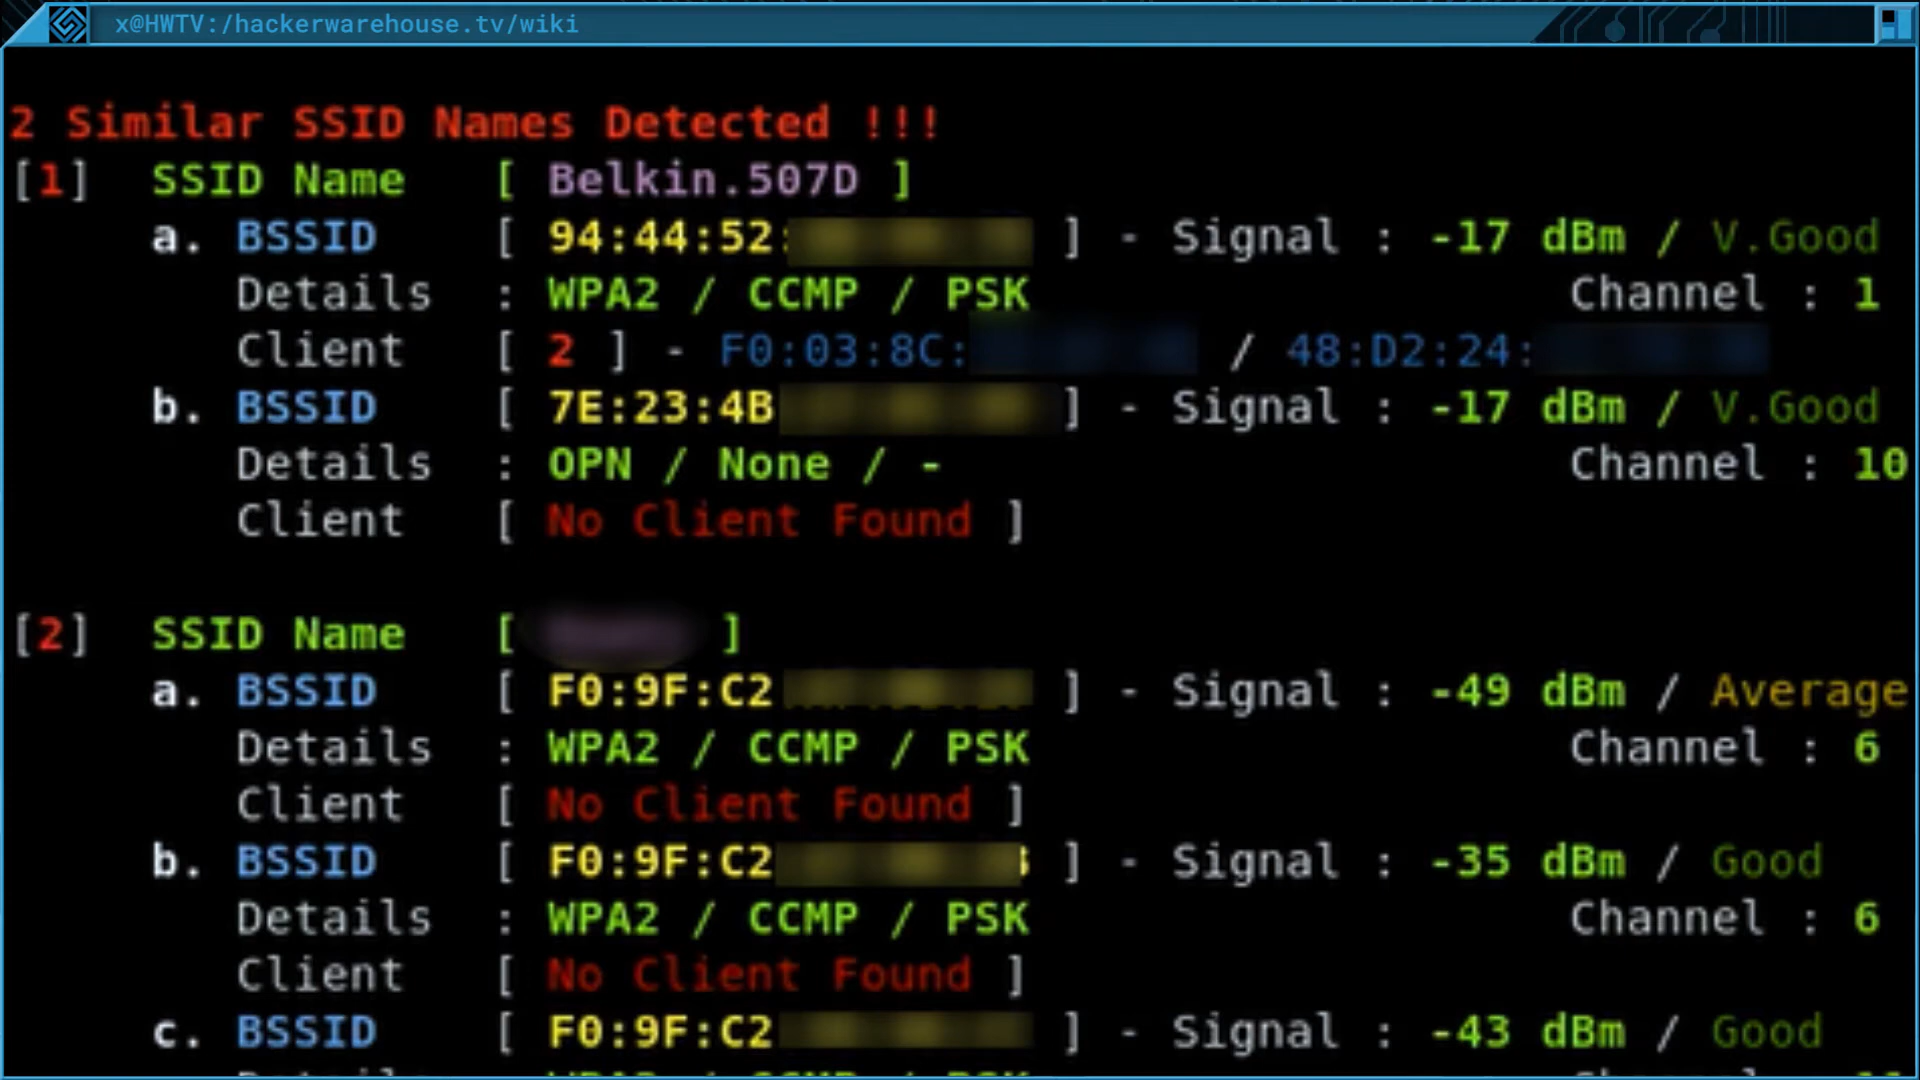 x@HWTV:/hackerwarehouse.tv/wiki
2 Similar SSID Names Detected !!!
[1] SSID Name [ Belkin.507D ]
a. BSSID [ 94:44:52: ] - Signal : -17 dBm / V.Good
Details : WPA2 / CCMP / PSK Channel : 1
Client [ 2 ] - F0:03:8C: / 48:D2:24:
b. BSSID [ 7E:23:4B ] - Signal : -17 dBm / V.Good
Details : OPN / None / - Channel : 10
Client [ No Client Found ]
[2] SSID Name [ ]
a. BSSID [ F0:9F:C2 ] - Signal : -49 dBm / Average
Details : WPA2 / CCMP / PSK Channel : 6
Client [ No Client Found ]
b. BSSID [ F0:9F:C2 ] - Signal : -35 dBm / Good
Details : WPA2 / CCMP / PSK Channel : 6
Client [ No Client Found ]
c. BSSID [ F0:9F:C2 ] - Signal : -43 dBm / Good